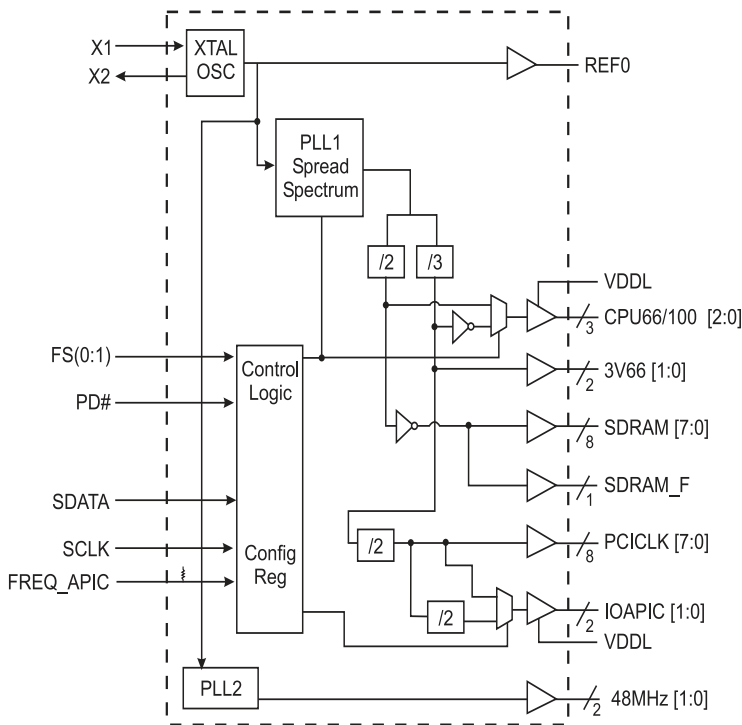 X1
XTAL
OSC
X2
REF0
PLL1
Spread
Spectrum
/2
/3
VDDL
CPU66/100 [2:0]
3
FS(0:1)
Control
Logic
3V66 [1:0]
2
PD#
SDRAM [7:0]
8
SDATA
SDRAM_F
1
SCLK
Config
Reg
/2
PCICLK [7:0]
8
FREQ_APIC
/2
IOAPIC [1:0]
2
VDDL
PLL2
48MHz [1:0]
2